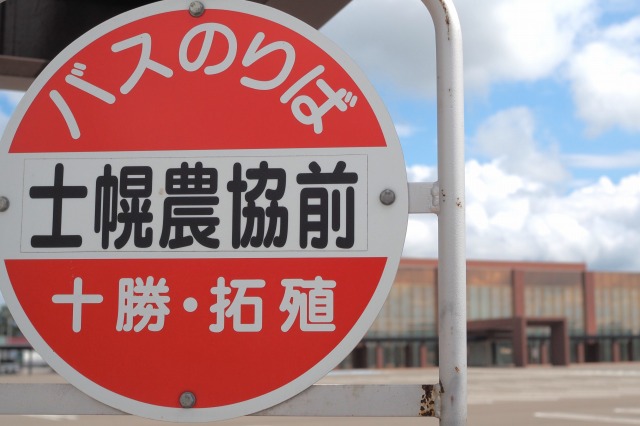 バスのりば
士幌農協前
十勝・拓殖